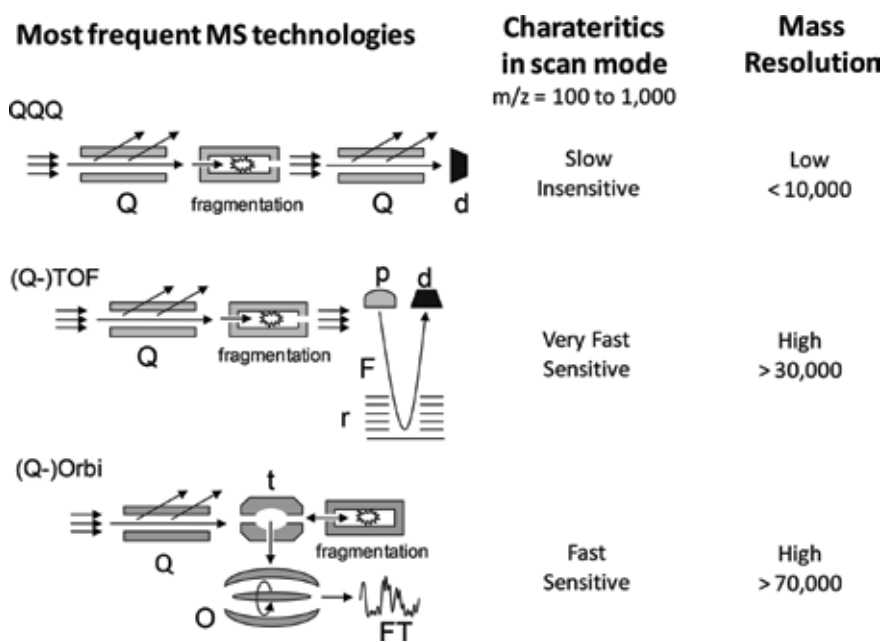 Most frequent MS technologies
Charateritics
in scan mode
m/z = 100 to 1,000
Mass
Resolution
QQQ
Q
fragmentation
Q
d
Slow
Insensitive
Low
< 10,000
(Q-)TOF
Q
fragmentation
p
d
F
r
Very Fast
Sensitive
High
> 30,000
(Q-)Orbi
Q
t
fragmentation
O
FT
Fast
Sensitive
High
> 70,000